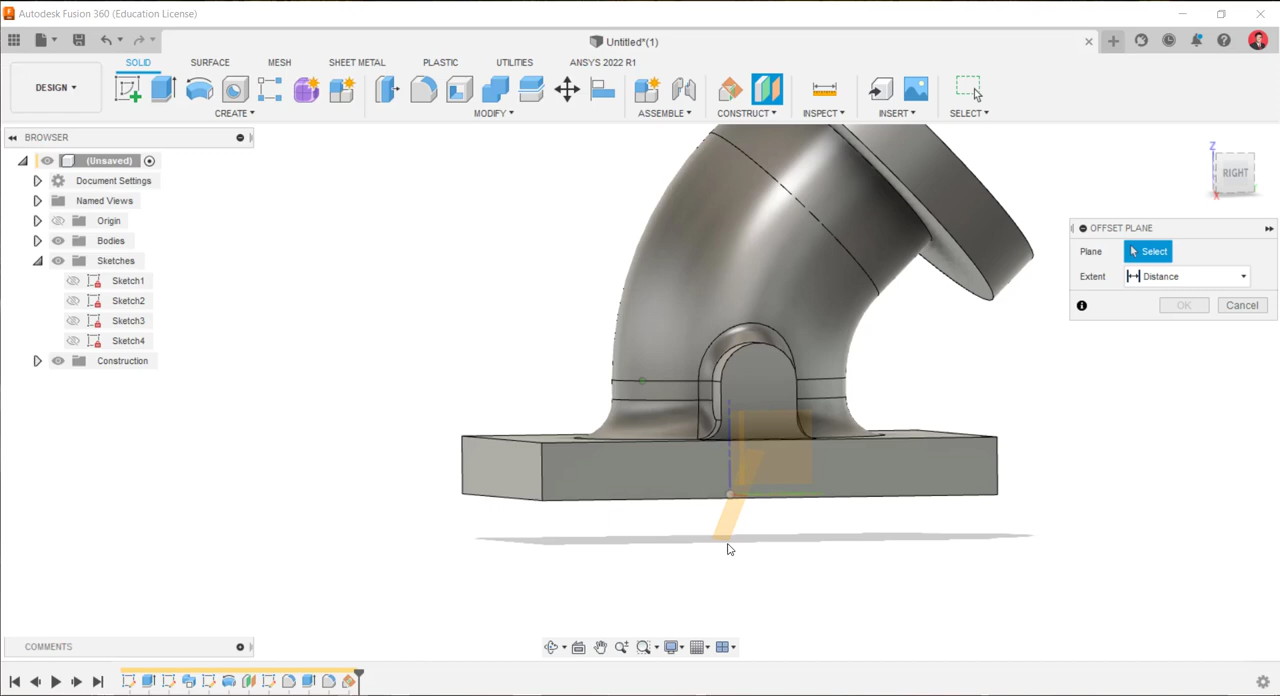 Autodesk Fusion 360 (Education License)
Untitled*(1)
DESIGN
SOLID SURFACE MESH SHEET METAL PLASTIC UTILITIES ANSYS 2022 R1
CREATE MODIFY ASSEMBLE CONSTRUCT INSPECT INSERT SELECT
BROWSER
(Unsaved)
Document Settings
Named Views
Origin
Bodies
Sketches
Sketch1
Sketch2
Sketch3
Sketch4
Construction
Z
RIGHT
X
OFFSET PLANE
Plane Select
Extent Distance
OK Cancel
COMMENTS